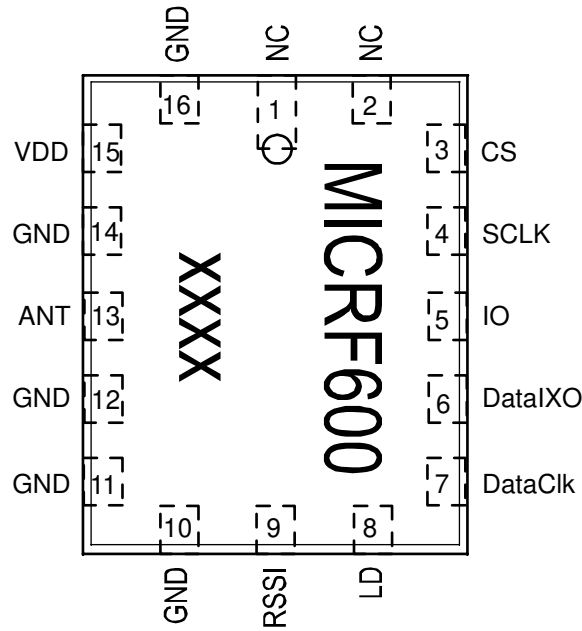 GND NC NC
16 1 2
VDD 15 3 CS
GND 14 4 SCLK
ANT 13 5 IO
GND 12 6 DataIXO
GND 11 7 DataClk
MICRF600
XXXX
10 9 8
GND RSSI LD